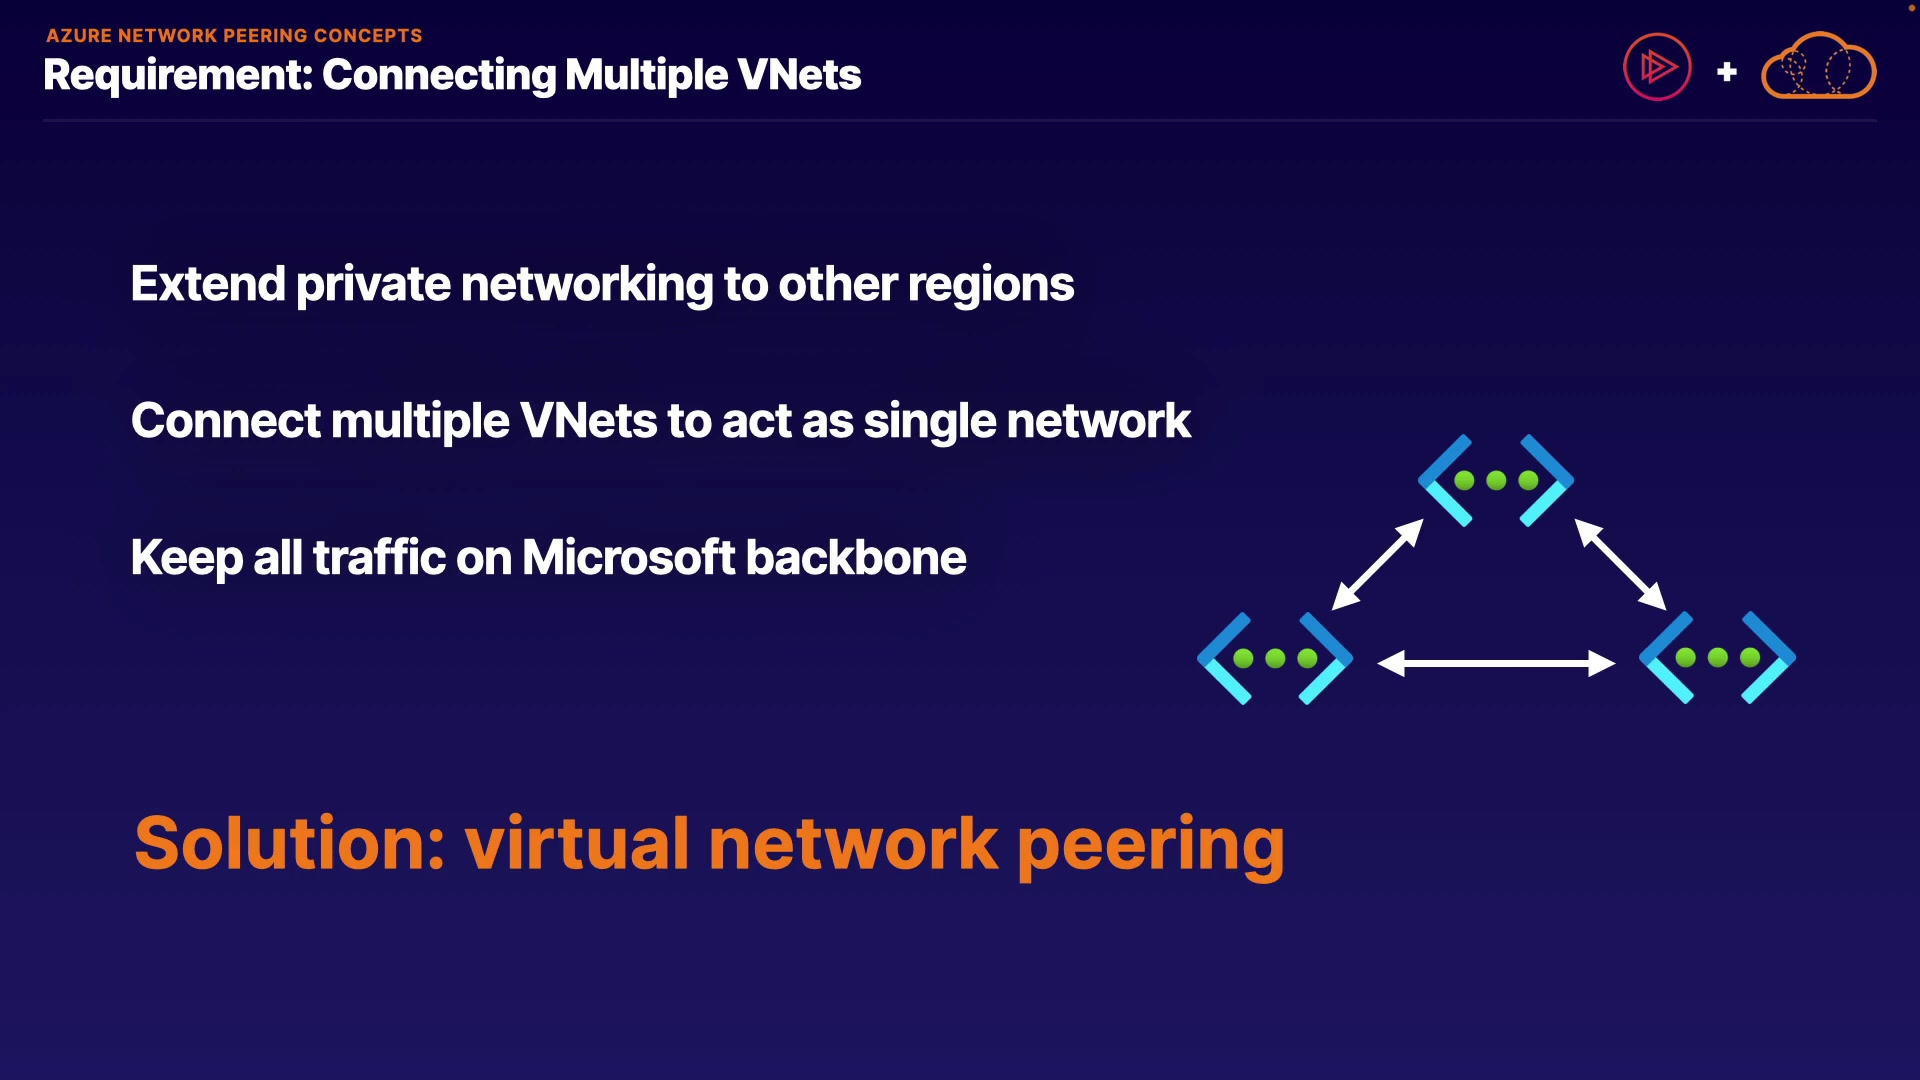 AZURE NETWORK PEERING CONCEPTS
Requirement: Connecting Multiple VNets
+
Extend private networking to other regions
Connect multiple VNets to act as single network
Keep all traffic on Microsoft backbone
Solution: virtual network peering